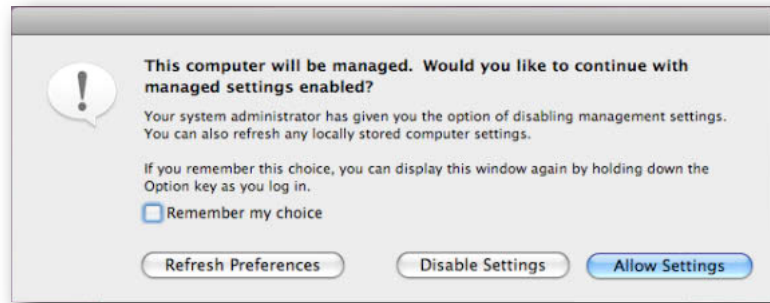 This computer will be managed.  Would you like to continue with
managed settings enabled?
Your system administrator has given you the option of disabling management settings.
You can also refresh any locally stored computer settings.
If you remember this choice, you can display this window again by holding down the
Option key as you log in.
Remember my choice
Refresh Preferences
Disable Settings
Allow Settings